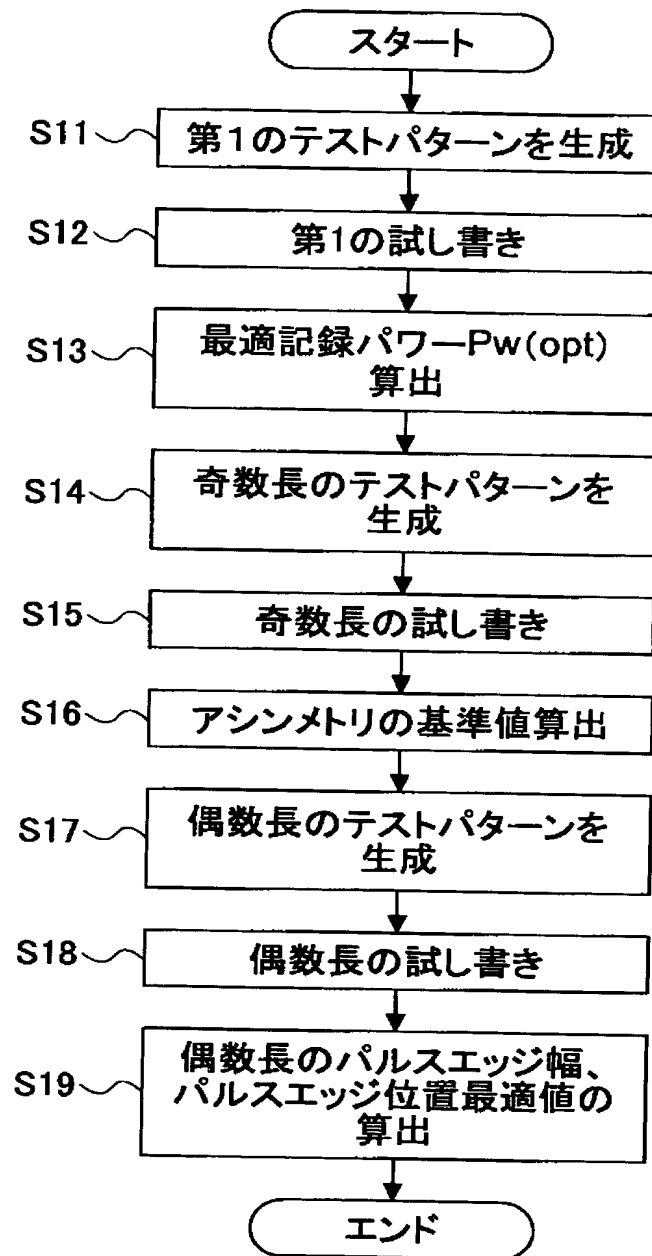 スタート
S11
第1のテストパターンを生成
S12
第1の試し書き
S13
最適記録パワーPw(opt)
算出
S14
奇数長のテストパターンを
生成
S15
奇数長の試し書き
S16
アシンメトリの基準値算出
S17
偶数長のテストパターンを
生成
S18
偶数長の試し書き
S19
偶数長のパルスエッジ幅、
パルスエッジ位置最適値の
算出
エンド